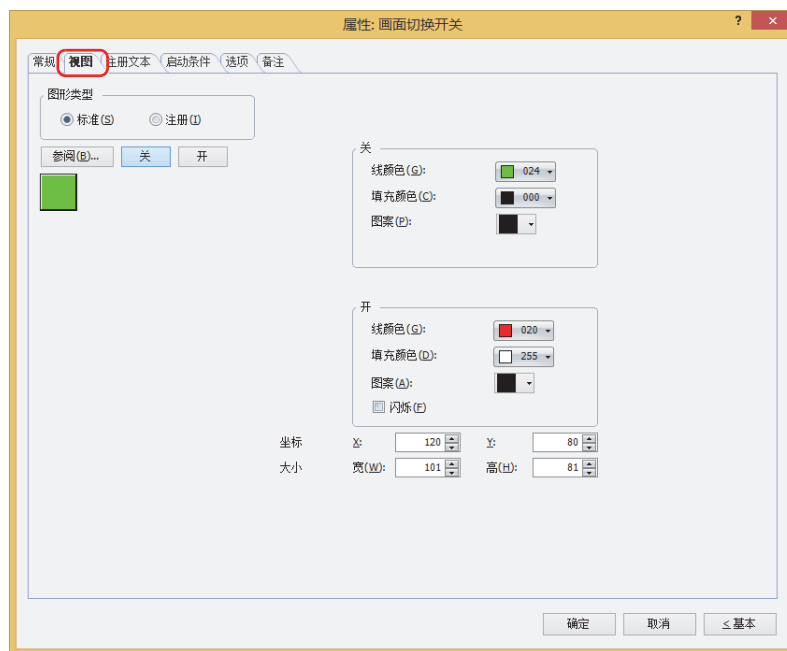 属性: 画面切换开关
? ×
常规 视图 注册文本 启动条件 选项 备注
图形类型
标准(S) 注册(I)
参阅(B)... 关 开
关
线颜色(G): 024
填充颜色(C): 000
图案(P):
开
线颜色(G): 020
填充颜色(D): 255
图案(A):
闪烁(F)
坐标 X: 120 Y: 80
大小 宽(W): 101 高(H): 81
确定 取消 ≤基本